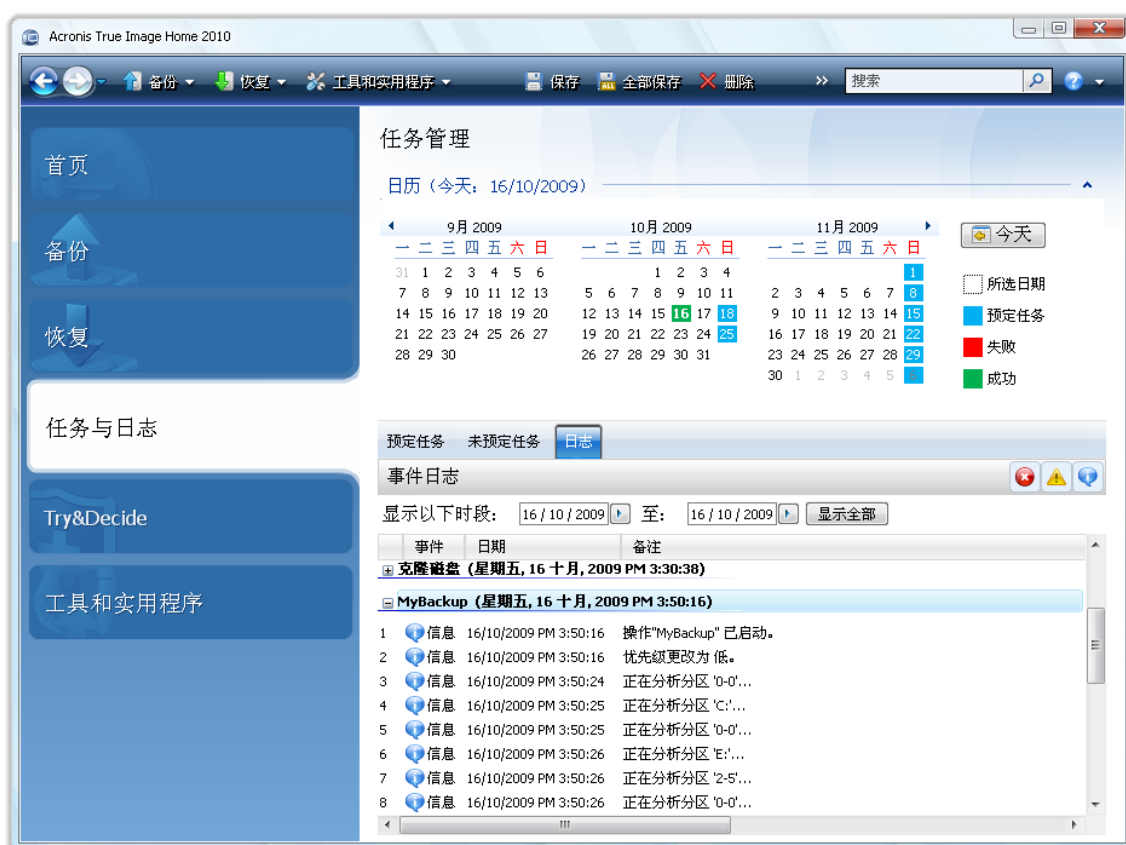 Acronis True Image Home 2010
备份 恢复 工具和实用程序 保存 全部保存 删除 » 搜索
首页
备份
恢复
任务与日志
Try&Decide
工具和实用程序
任务管理
日历（今天：16/10/2009）
9月 2009
一 二 三 四 五 六 日
31 1 2 3 4 5 6
7 8 9 10 11 12 13
14 15 16 17 18 19 20
21 22 23 24 25 26 27
28 29 30
10月 2009
一 二 三 四 五 六 日
1 2 3 4
5 6 7 8 9 10 11
12 13 14 15 16 17 18
19 20 21 22 23 24 25
26 27 28 29 30 31
11月 2009
一 二 三 四 五 六 日
1
2 3 4 5 6 7 8
9 10 11 12 13 14 15
16 17 18 19 20 21 22
23 24 25 26 27 28 29
30 1 2 3 4 5 6
今天
所选日期
预定任务
失败
成功
预定任务 未预定任务 日志
事件日志
显示以下时段： 16 / 10 / 2009 至： 16 / 10 / 2009 显示全部
事件 日期 备注
克隆磁盘 (星期五, 16 十月, 2009 PM 3:30:38)
MyBackup (星期五, 16 十月, 2009 PM 3:50:16)
1 信息 16/10/2009 PM 3:50:16 操作"MyBackup" 已启动。
2 信息 16/10/2009 PM 3:50:16 优先级更改为 低。
3 信息 16/10/2009 PM 3:50:24 正在分析分区 '0-0'...
4 信息 16/10/2009 PM 3:50:25 正在分析分区 'C:'...
5 信息 16/10/2009 PM 3:50:25 正在分析分区 '0-0'...
6 信息 16/10/2009 PM 3:50:26 正在分析分区 'E:'...
7 信息 16/10/2009 PM 3:50:26 正在分析分区 '2-5'...
8 信息 16/10/2009 PM 3:50:26 正在分析分区 '0-0'...